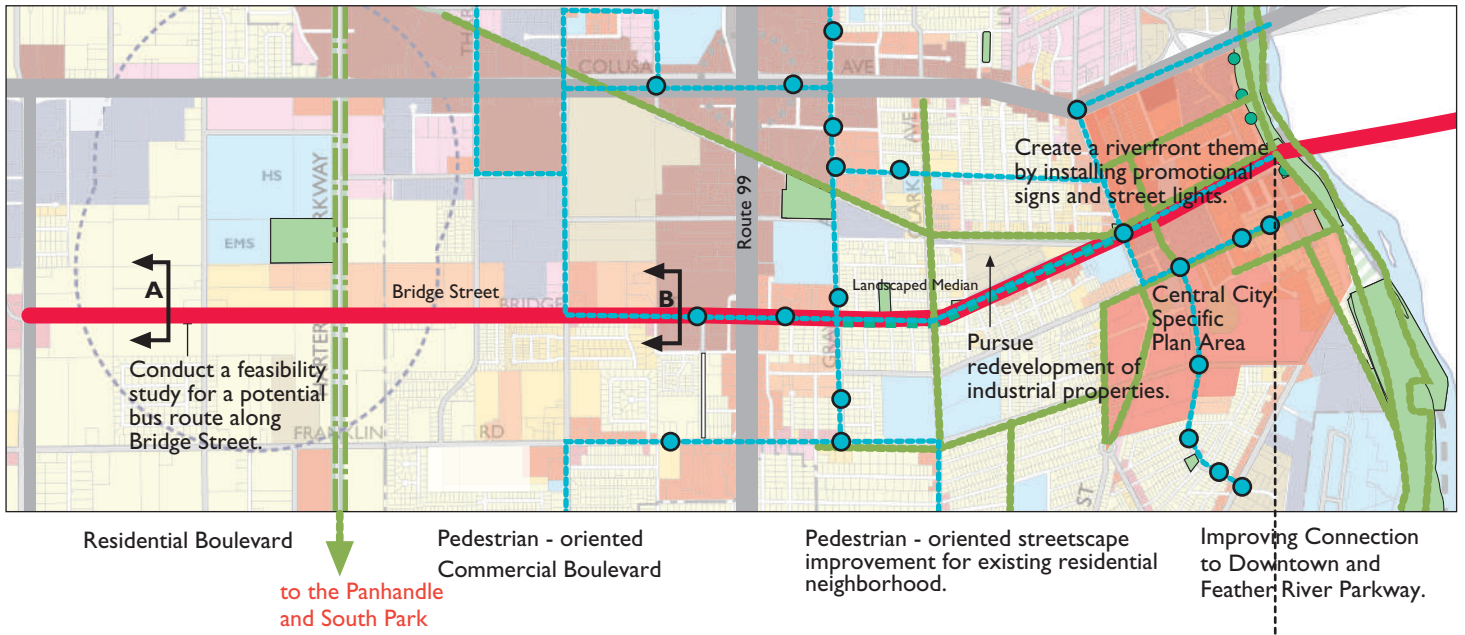 COLUSA AVE
HS
EMS
Route 99
Bridge Street
BRIDGE
A
B
Landscaped Median
Create a riverfront theme
by installing promotional
signs and street lights.
Central City
Specific
Plan Area
Pursue
redevelopment of
industrial properties.
Conduct a feasibility
study for a potential
bus route along
Bridge Street.
FRANKLIN RD
ST
Residential Boulevard
to the Panhandle
and South Park
Pedestrian - oriented
Commercial Boulevard
Pedestrian - oriented streetscape
improvement for existing residential
neighborhood.
Improving Connection
to Downtown and
Feather River Parkway.